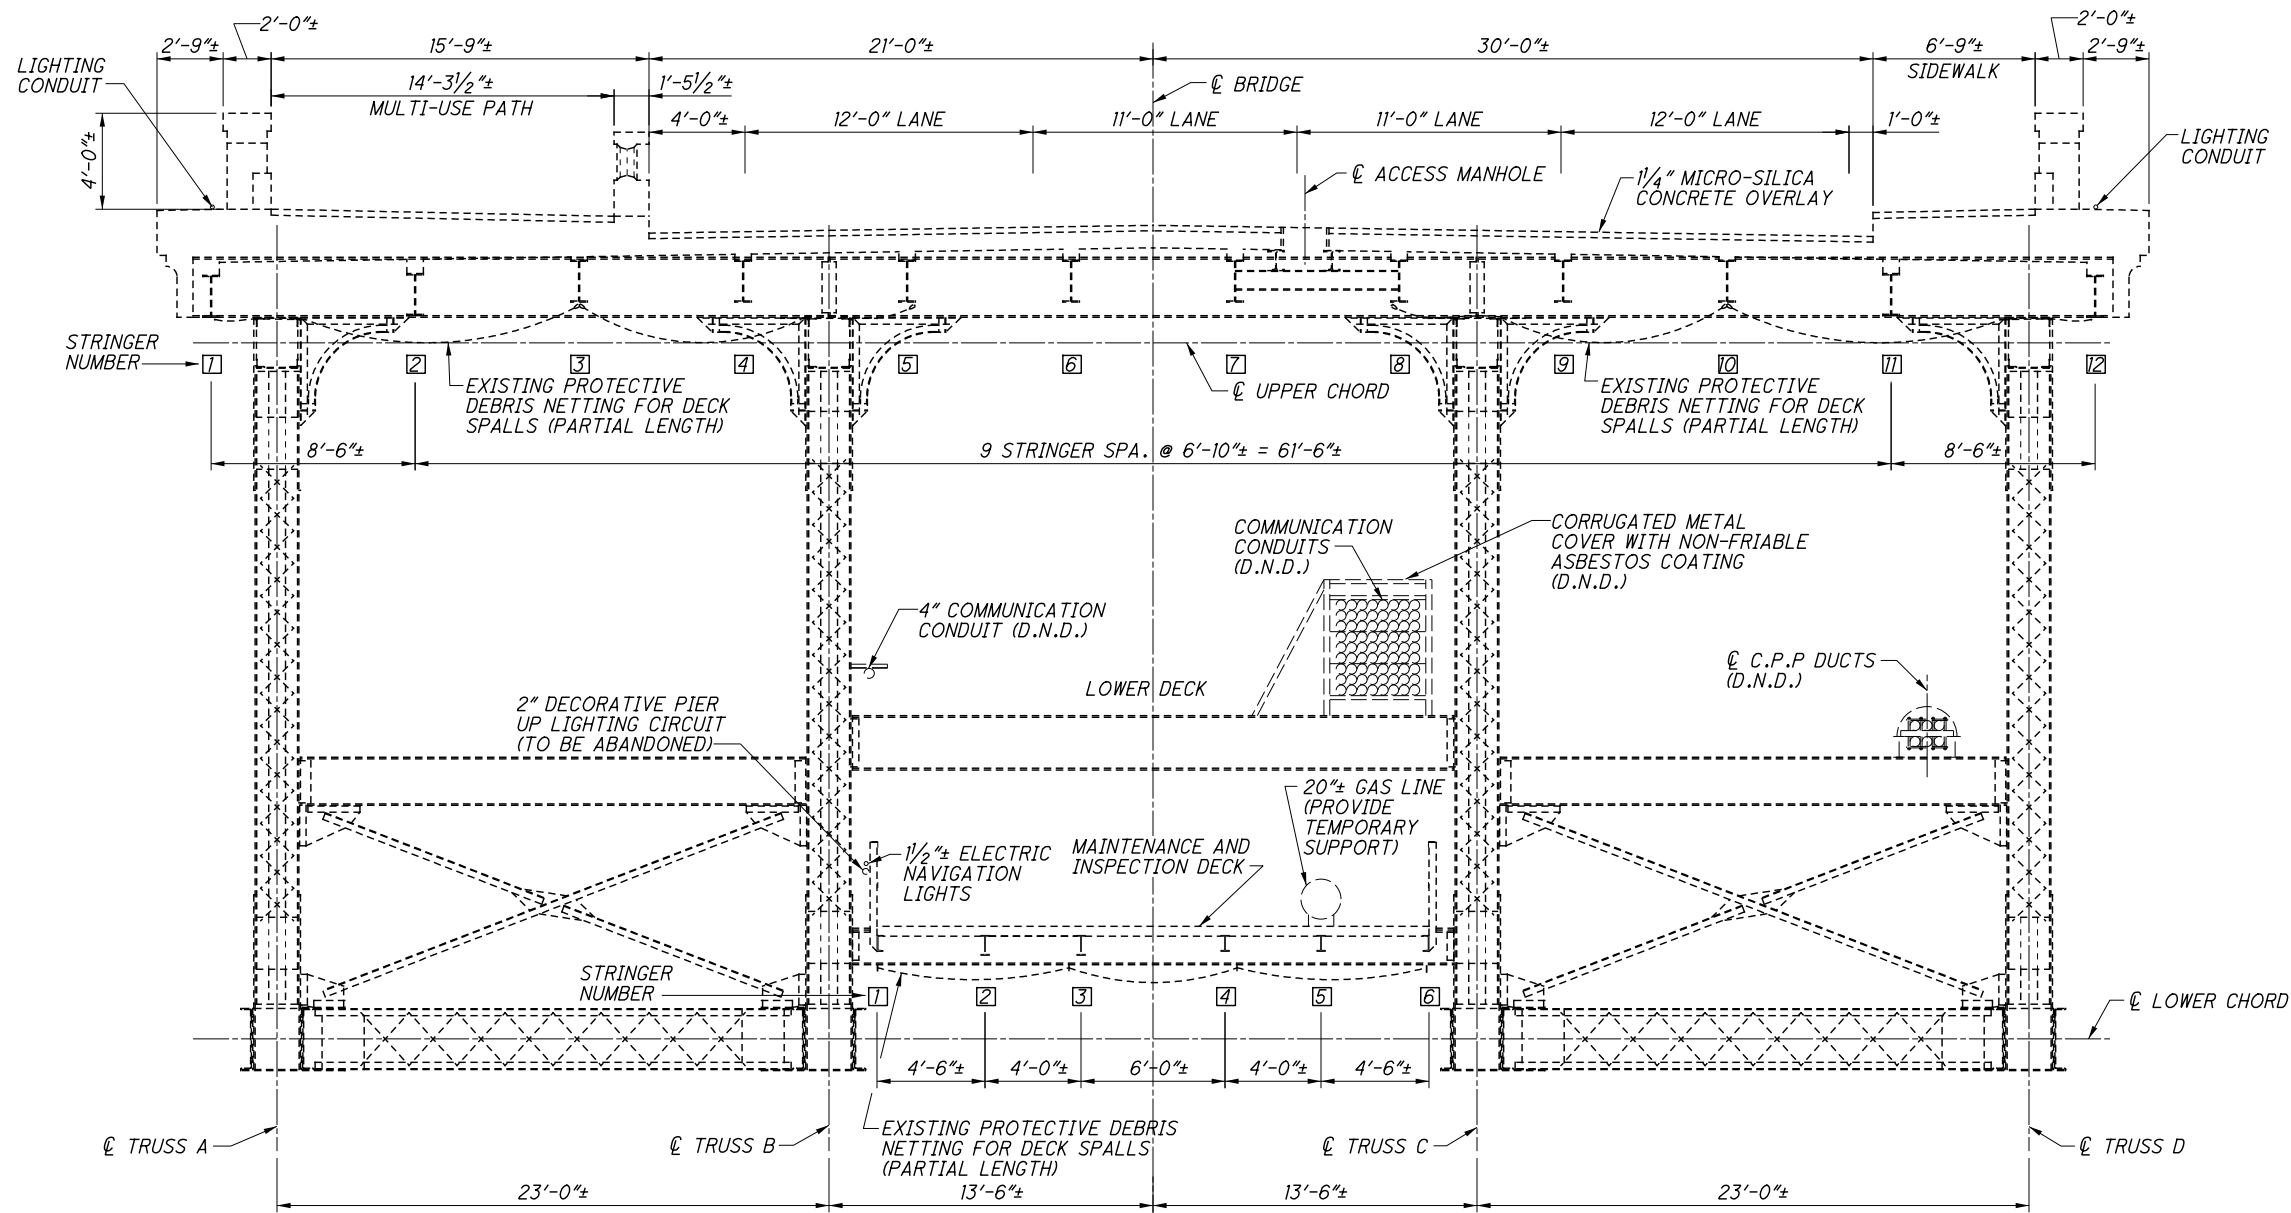 2'-0"±
2'-0"±
2'-9"±
15'-9"±
21'-0"±
30'-0"±
6'-9"±
SIDEWALK
2'-9"±
LIGHTING
CONDUIT
14'-3 1/2"±
MULTI-USE PATH
1'-5 1/2"±
℄ BRIDGE
4'-0"±
12'-0" LANE
11'-0" LANE
11'-0" LANE
12'-0" LANE
1'-0"±
4'-0"±
LIGHTING
CONDUIT
℄ ACCESS MANHOLE
1 1/4" MICRO-SILICA
CONCRETE OVERLAY
STRINGER
NUMBER
1
2
3
4
5
6
7
8
9
10
11
12
EXISTING PROTECTIVE
DEBRIS NETTING FOR DECK
SPALLS (PARTIAL LENGTH)
℄ UPPER CHORD
EXISTING PROTECTIVE
DEBRIS NETTING FOR DECK
SPALLS (PARTIAL LENGTH)
8'-6"±
9 STRINGER SPA. @ 6'-10"± = 61'-6"±
8'-6"±
COMMUNICATION
CONDUITS
(D.N.D.)
CORRUGATED METAL
COVER WITH NON-FRIABLE
ASBESTOS COATING
(D.N.D.)
4" COMMUNICATION
CONDUIT (D.N.D.)
LOWER DECK
℄ C.P.P DUCTS
(D.N.D.)
2" DECORATIVE PIER
UP LIGHTING CIRCUIT
(TO BE ABANDONED)
20"± GAS LINE
(PROVIDE
TEMPORARY
SUPPORT)
1 1/2"± ELECTRIC
NAVIGATION
LIGHTS
MAINTENANCE AND
INSPECTION DECK
STRINGER
NUMBER
1
2
3
4
5
6
℄ LOWER CHORD
4'-6"±
4'-0"±
6'-0"±
4'-0"±
4'-6"±
EXISTING PROTECTIVE DEBRIS
NETTING FOR DECK SPALLS
(PARTIAL LENGTH)
℄ TRUSS A
℄ TRUSS B
℄ TRUSS C
℄ TRUSS D
23'-0"±
13'-6"±
13'-6"±
23'-0"±